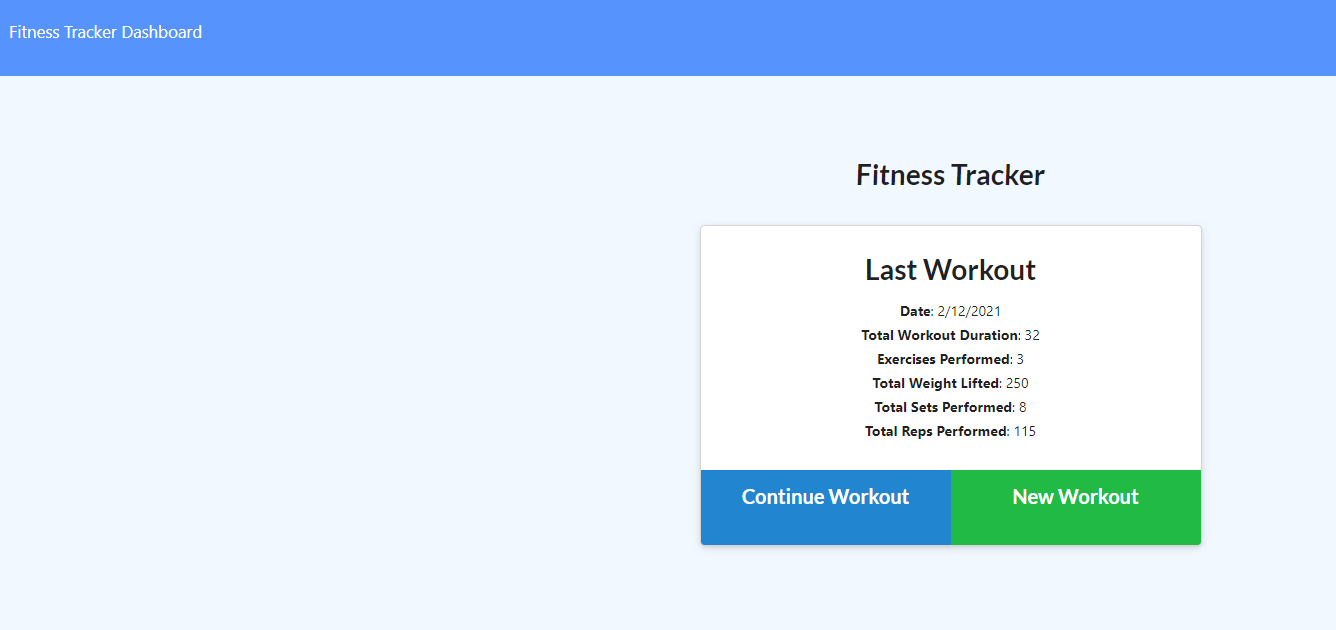 Fitness Tracker Dashboard
Fitness Tracker
Last Workout
Date: 2/12/2021
Total Workout Duration: 32
Exercises Performed: 3
Total Weight Lifted: 250
Total Sets Performed: 8
Total Reps Performed: 115
Continue Workout New Workout